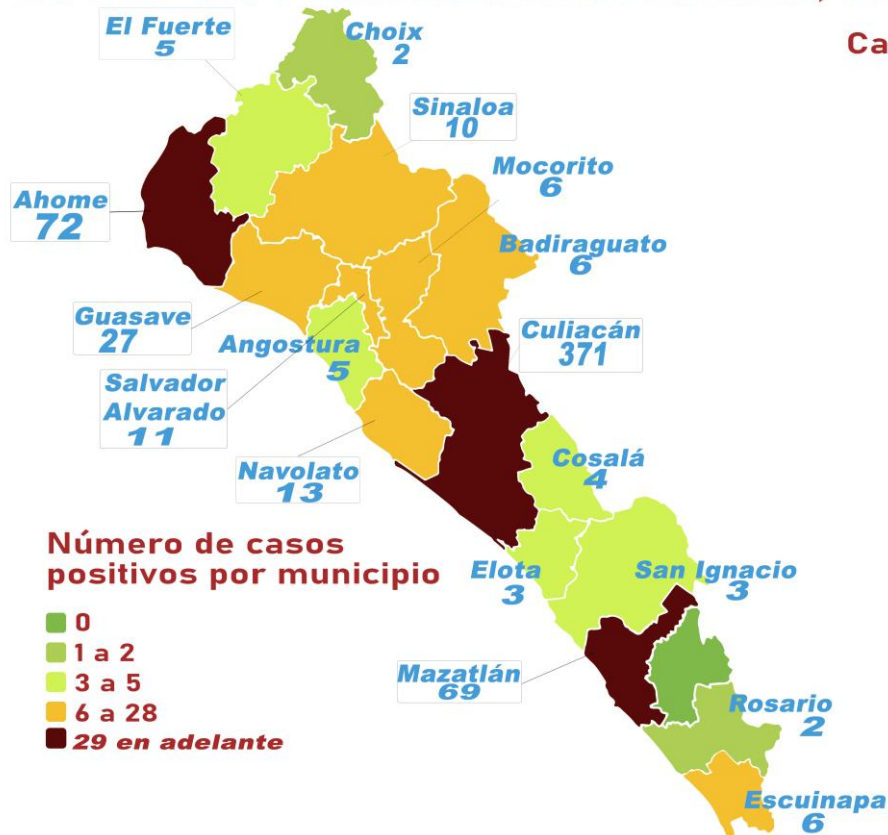 El Fuerte
5
Choix
2
Ca
Sinaloa
10
Mocorito
6
Ahome
72
Badiraguato
6
Guasave
27
Angostura
5
Culiacán
371
Salvador
Alvarado
11
Navolato
13
Cosalá
4
Número de casos
positivos por municipio
0
1 a 2
3 a 5
6 a 28
29 en adelante
Elota
3
San Ignacio
3
Mazatlán
69
Rosario
2
Escuinapa
6